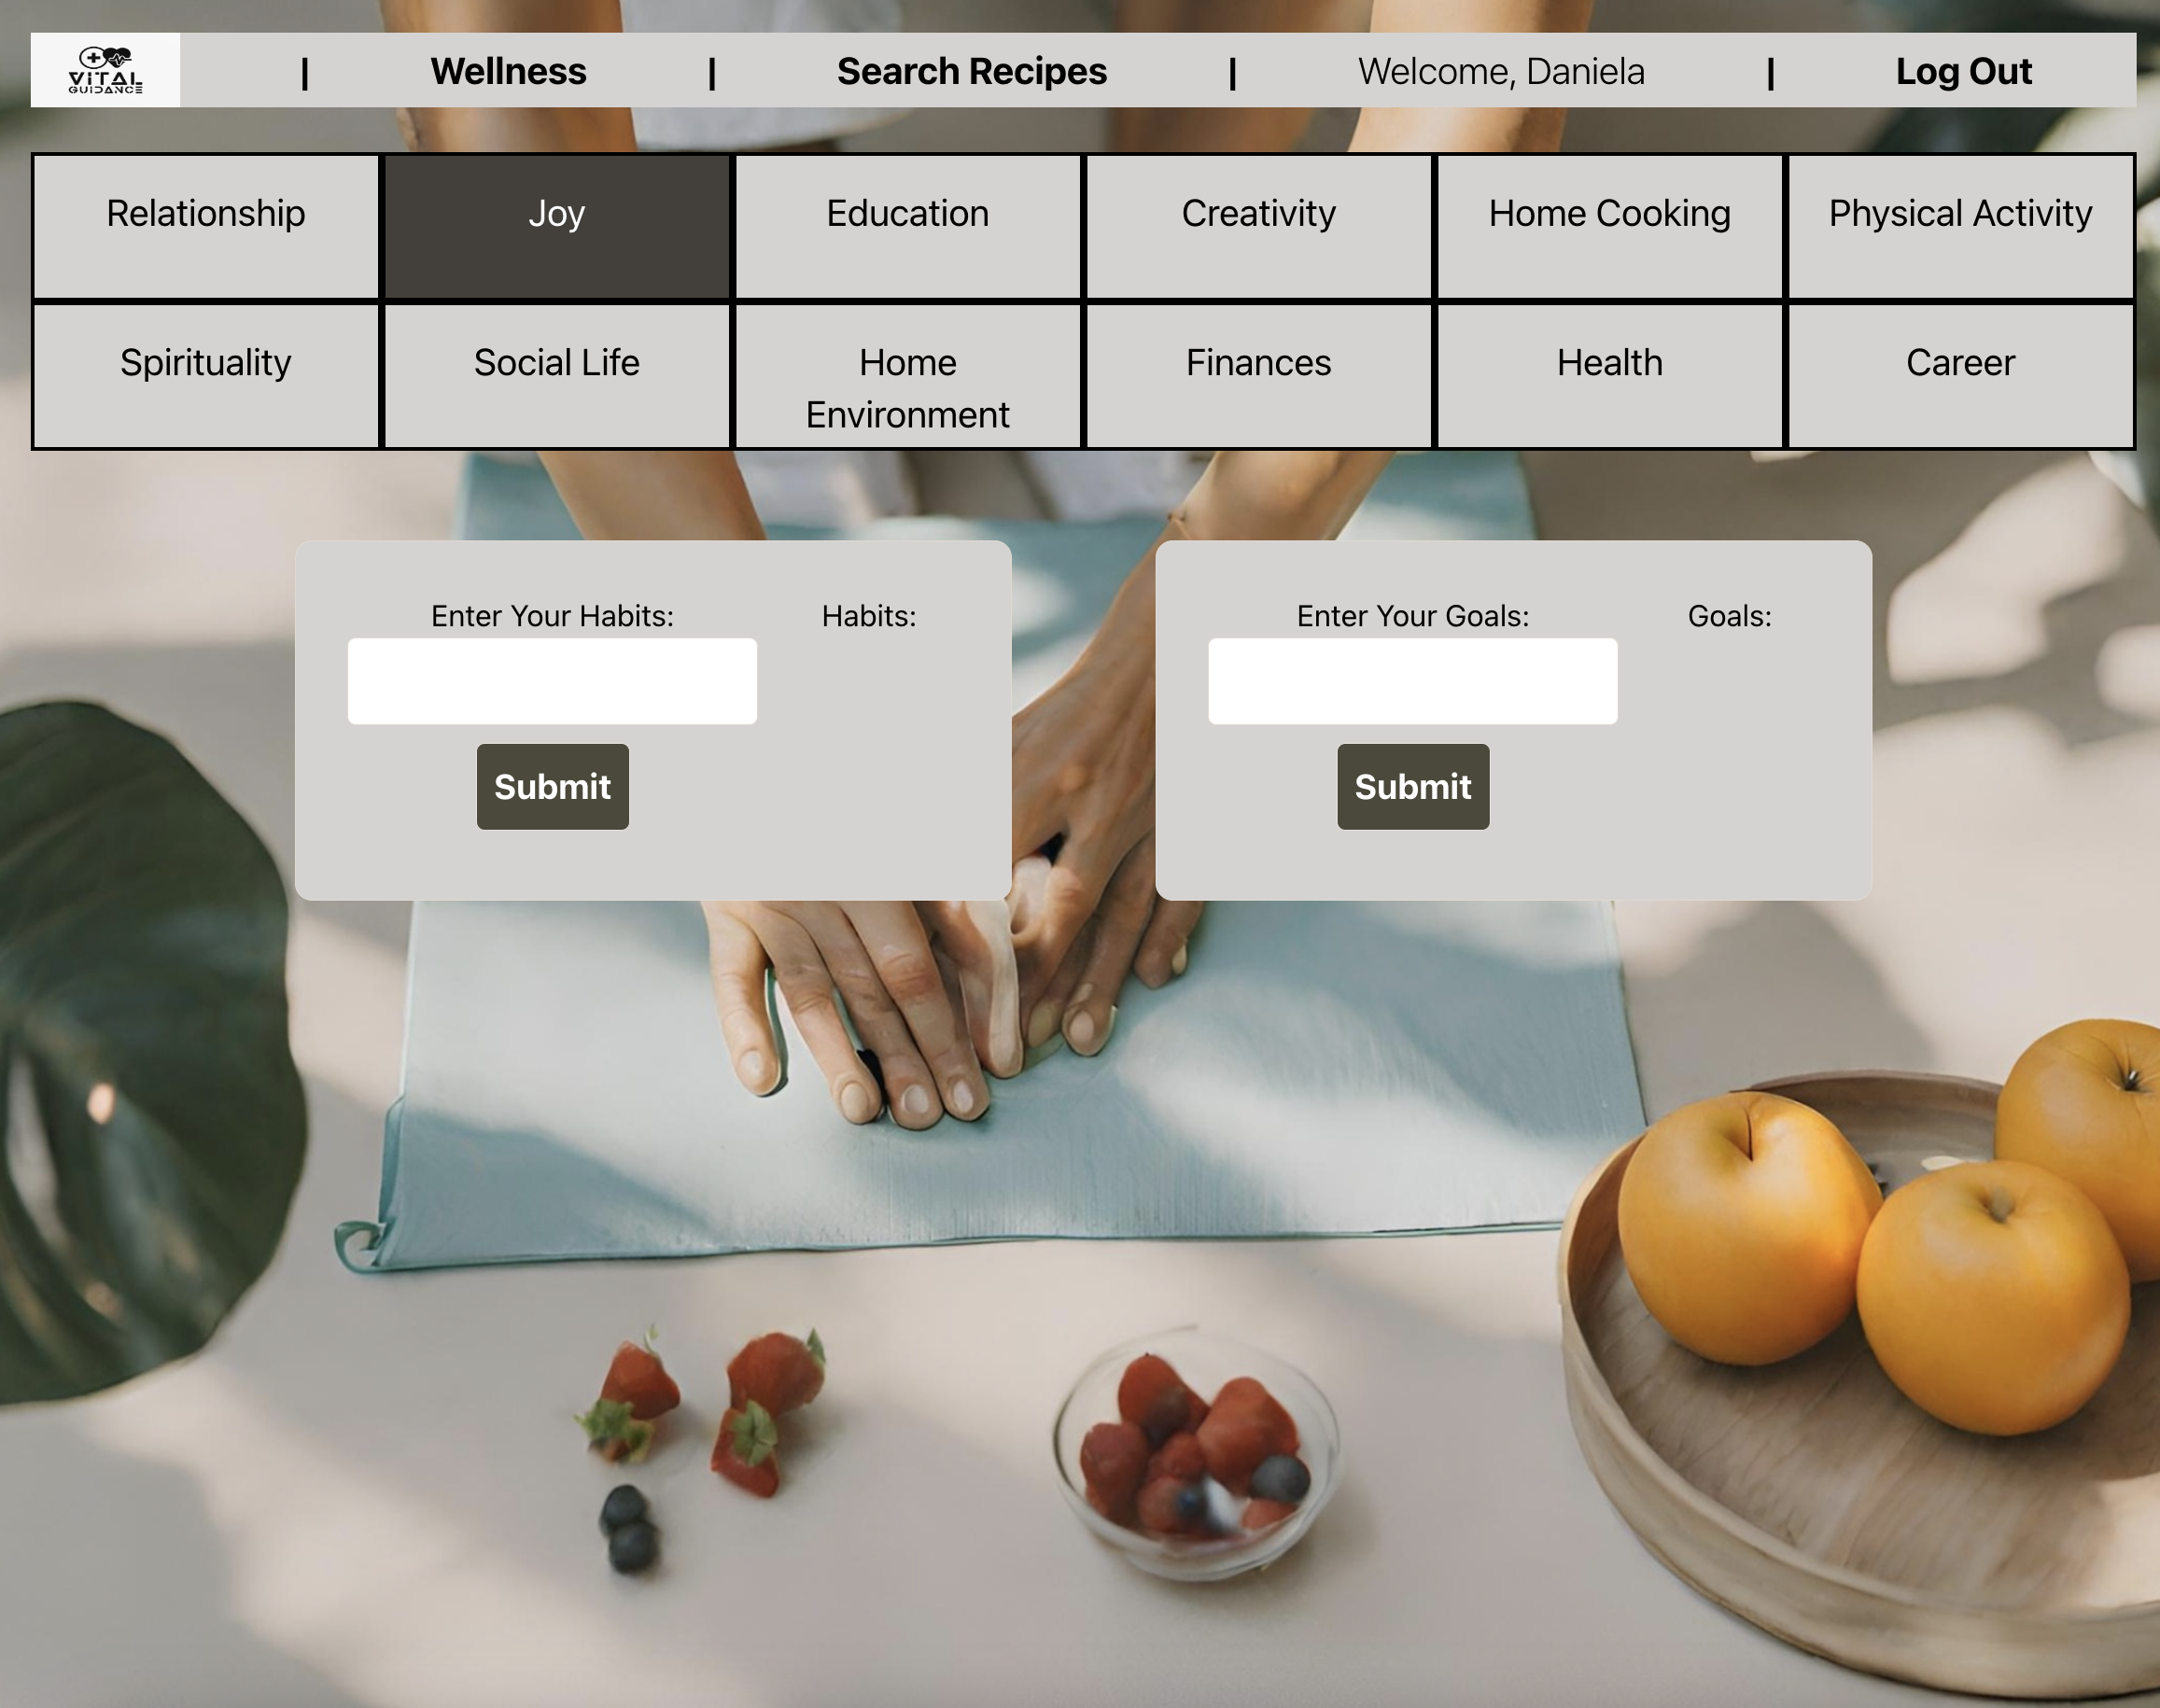 VITAL
GUIDANCE
| Wellness | Search Recipes | Welcome, Daniela | Log Out
Relationship Joy Education Creativity Home Cooking Physical Activity
Spirituality Social Life Home Environment Finances Health Career
Enter Your Habits: Habits:
Submit
Enter Your Goals: Goals:
Submit